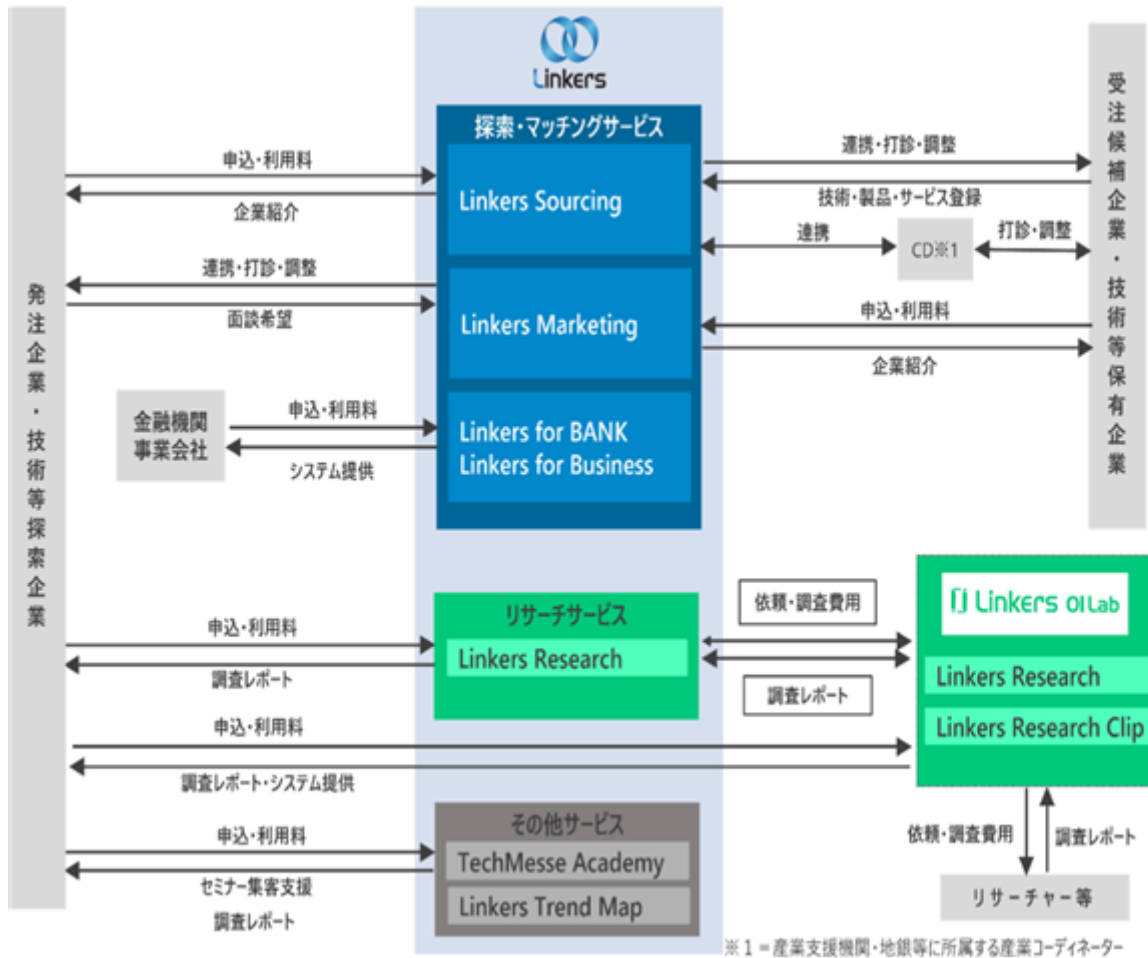 Linkers
探索・マッチングサービス
申込・利用料
企業紹介
Linkers Sourcing
連携・打診・調整
技術・製品・サービス登録
連携
CD※1
打診・調整
連携・打診・調整
面談希望
Linkers Marketing
申込・利用料
企業紹介
金融機関
事業会社
申込・利用料
システム提供
Linkers for BANK
Linkers for Business
発注企業・技術等探索企業
受注候補企業・技術等保有企業
リサーチサービス
Linkers Research
申込・利用料
調査レポート
依頼・調査費用
調査レポート
Linkers OI Lab
Linkers Research
Linkers Research Clip
申込・利用料
調査レポート・システム提供
その他サービス
TechMesse Academy
Linkers Trend Map
申込・利用料
セミナー集客支援
調査レポート
依頼・調査費用
調査レポート
リサーチャー等
※1=産業支援機関・地銀等に所属する産業コーディネーター